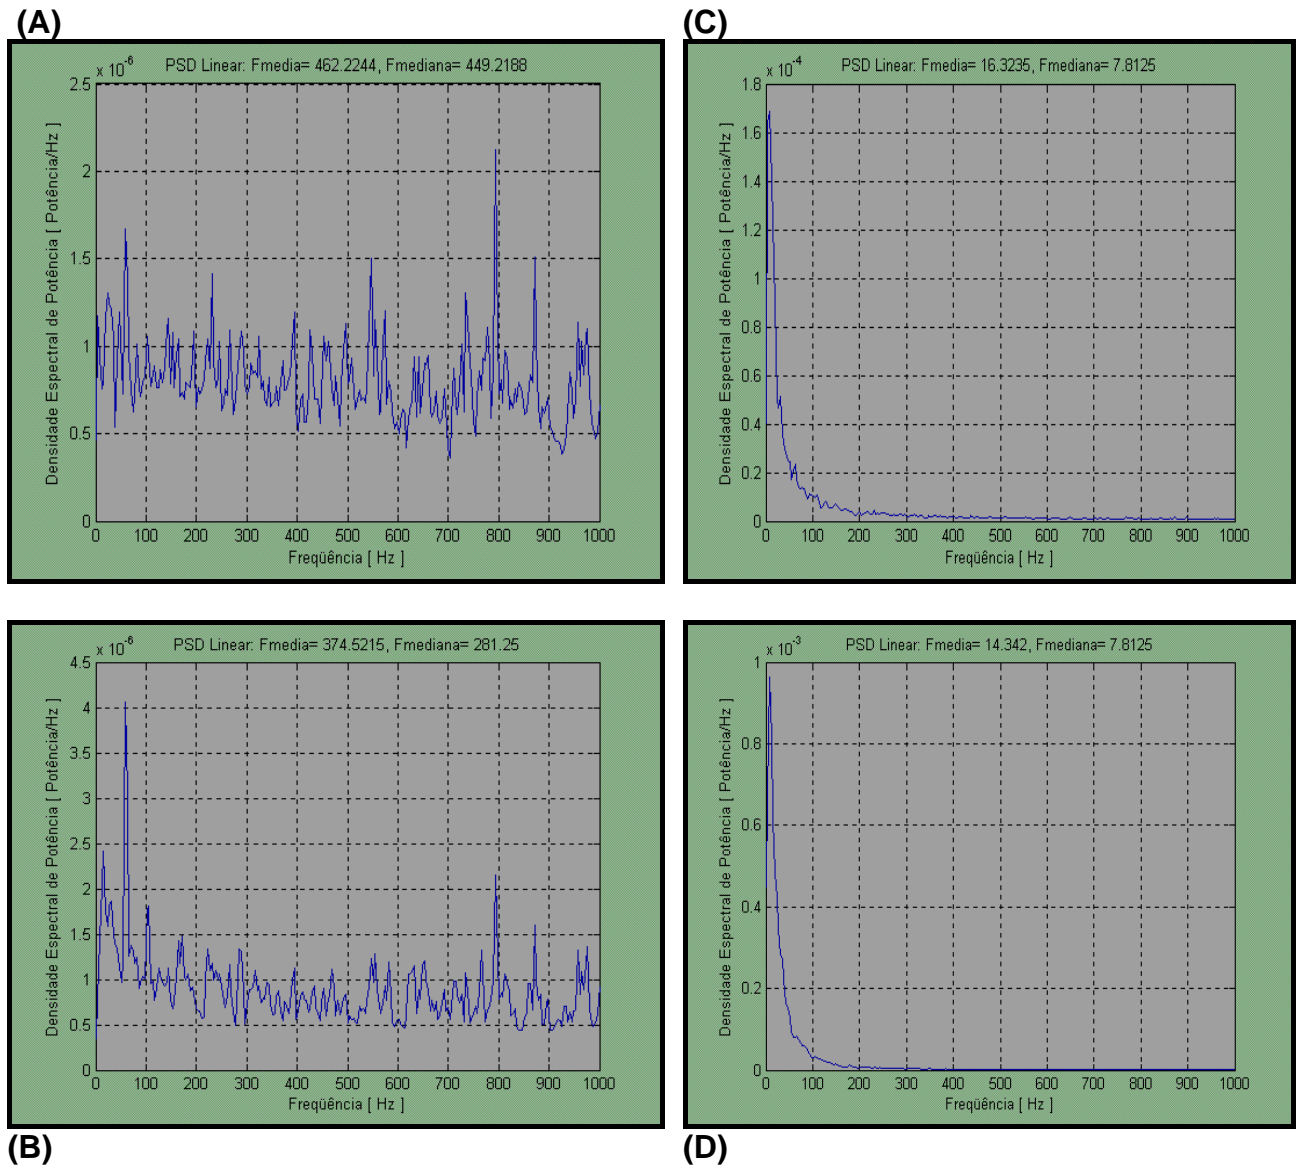 (A)
x 10^-6
PSD Linear: Fmedia= 462.2244, Fmediana= 449.2188
Densidade Espectral de Potência [ Potência/Hz ]
2.5
2
1.5
1
0.5
0
0 100 200 300 400 500 600 700 800 900 1000
Freqüência [ Hz ]
(C)
x 10^-4
PSD Linear: Fmedia= 16.3235, Fmediana= 7.8125
Densidade Espectral de Potência [ Potência/Hz ]
1.8
1.6
1.4
1.2
1
0.8
0.6
0.4
0.2
0
0 100 200 300 400 500 600 700 800 900 1000
Freqüência [ Hz ]
x 10^-6
PSD Linear: Fmedia= 374.5215, Fmediana= 281.25
Densidade Espectral de Potência [ Potência/Hz ]
4.5
4
3.5
3
2.5
2
1.5
1
0.5
0
0 100 200 300 400 500 600 700 800 900 1000
Freqüência [ Hz ]
(B)
x 10^-3
PSD Linear: Fmedia= 14.342, Fmediana= 7.8125
Densidade Espectral de Potência [ Potência/Hz ]
1
0.8
0.6
0.4
0.2
0
0 100 200 300 400 500 600 700 800 900 1000
Freqüência [ Hz ]
(D)